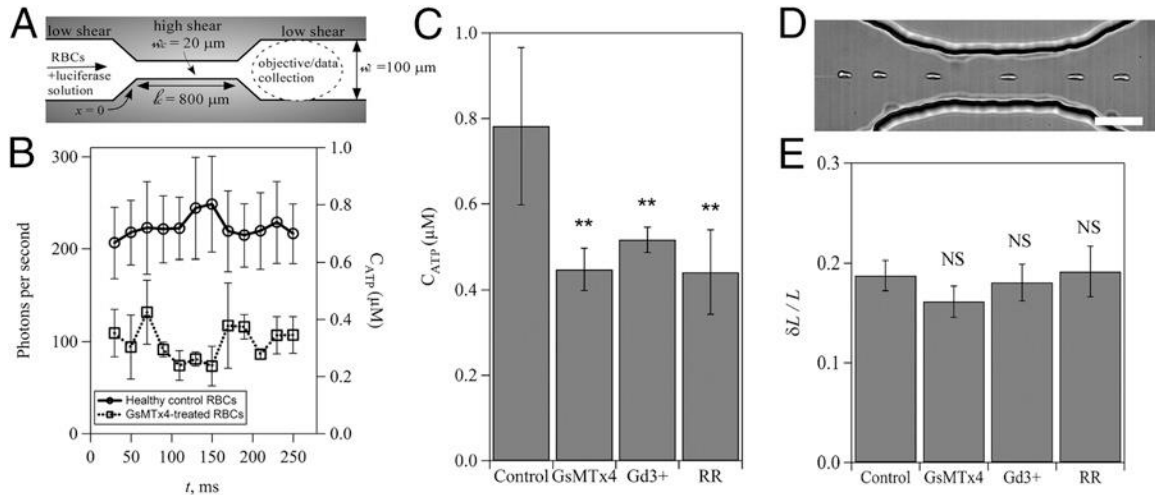 A
low shear
high shear
low shear
wc = 20 μm
RBCs
+luciferase
solution
objective/data
collection
w =100 μm
x = 0
lc = 800 μm
B
300
200
100
0
Photons per second
1.0
0.8
0.6
0.4
0.2
0.0
CATP (μM)
Healthy control RBCs
GsMTx4-treated RBCs
0
50
100
150
200
250
t, ms
C
1.0
0.8
0.6
0.4
0.2
0.0
CATP (μM)
**
**
**
Control
GsMTx4
Gd3+
RR
D
E
0.3
0.2
0.1
0.0
δL / L
NS
NS
NS
Control
GsMTx4
Gd3+
RR